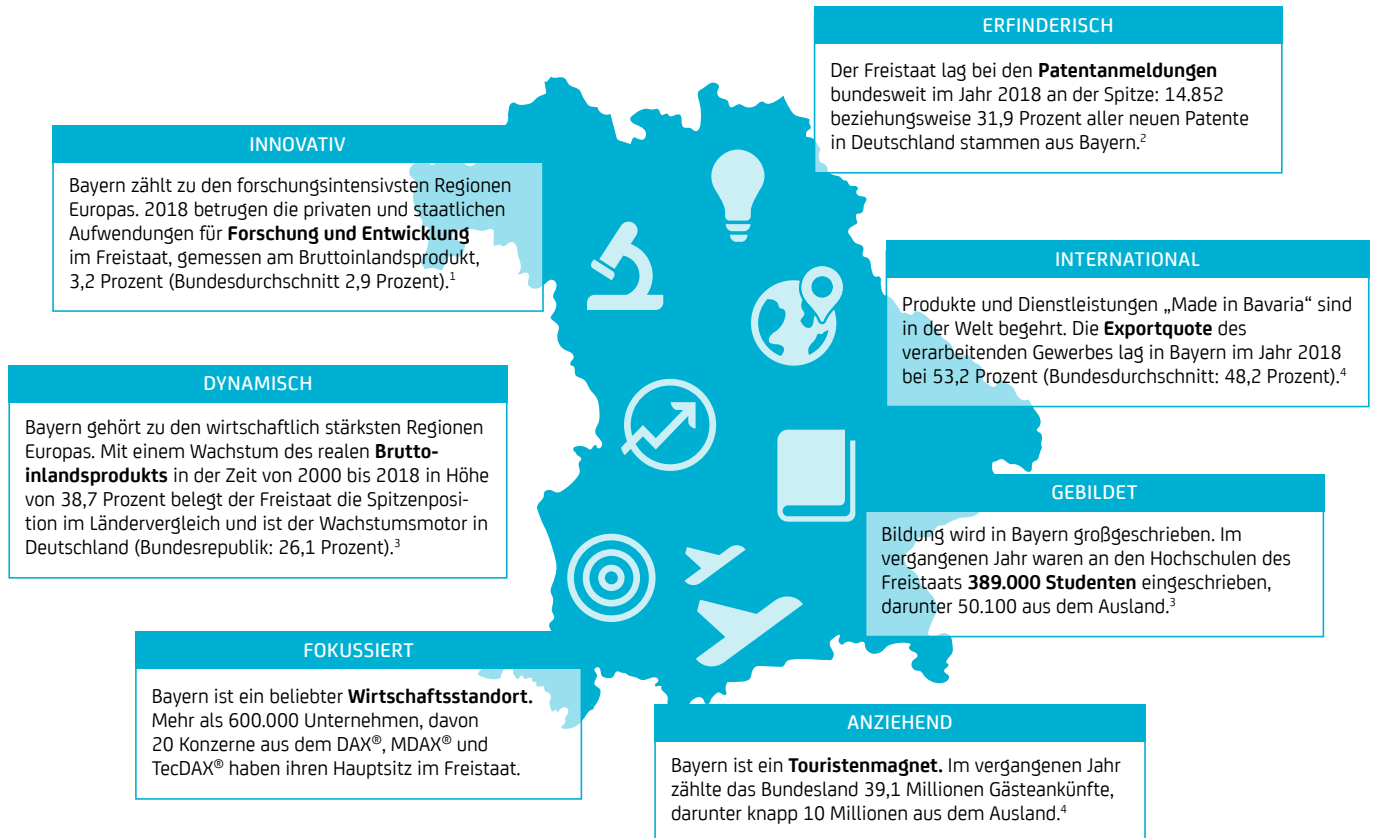 ERFINDERISCH
Der Freistaat lag bei den Patentanmeldungen
bundesweit im Jahr 2018 an der Spitze: 14.852
beziehungsweise 31,9 Prozent aller neuen Patente
in Deutschland stammen aus Bayern.²
INNOVATIV
Bayern zählt zu den forschungsintensivsten Regionen
Europas. 2018 betrugen die privaten und staatlichen
Aufwendungen für Forschung und Entwicklung
im Freistaat, gemessen am Bruttoinlandsprodukt,
3,2 Prozent (Bundesdurchschnitt 2,9 Prozent).¹
INTERNATIONAL
Produkte und Dienstleistungen „Made in Bavaria“ sind
in der Welt begehrt. Die Exportquote des
verarbeitenden Gewerbes lag in Bayern im Jahr 2018
bei 53,2 Prozent (Bundesdurchschnitt: 48,2 Prozent).⁴
DYNAMISCH
Bayern gehört zu den wirtschaftlich stärksten Regionen
Europas. Mit einem Wachstum des realen Brutto-
inlandsprodukts in der Zeit von 2000 bis 2018 in Höhe
von 38,7 Prozent belegt der Freistaat die Spitzenposi-
tion im Ländervergleich und ist der Wachstumsmotor in
Deutschland (Bundesrepublik: 26,1 Prozent).³
GEBILDET
Bildung wird in Bayern großgeschrieben. Im
vergangenen Jahr waren an den Hochschulen des
Freistaats 389.000 Studenten eingeschrieben,
darunter 50.100 aus dem Ausland.³
FOKUSSIERT
Bayern ist ein beliebter Wirtschaftsstandort.
Mehr als 600.000 Unternehmen, davon
20 Konzerne aus dem DAX®, MDAX® und
TecDAX® haben ihren Hauptsitz im Freistaat.
ANZIEHEND
Bayern ist ein Touristenmagnet. Im vergangenen Jahr
zählte das Bundesland 39,1 Millionen Gästeankünfte,
darunter knapp 10 Millionen aus dem Ausland.⁴